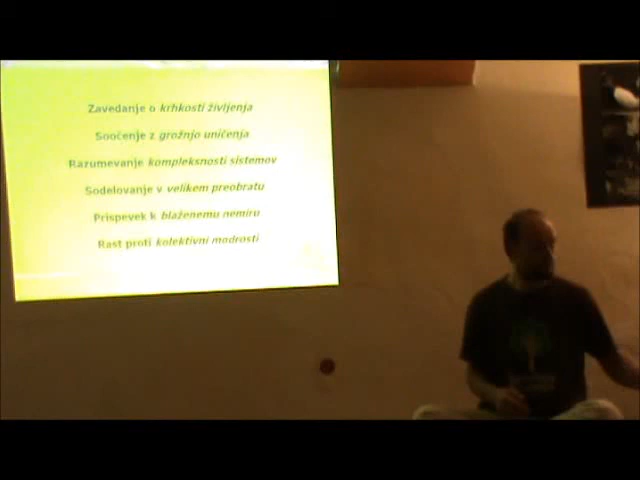 Zavedanje o krhkosti življenja
Soočenje z grožnjo uničenja
Razumevanje kompleksnosti sistemov
Sodelovanje v velikem preobratu
Prispevek k blaženemu nemiru
Rast proti kolektivni modrosti